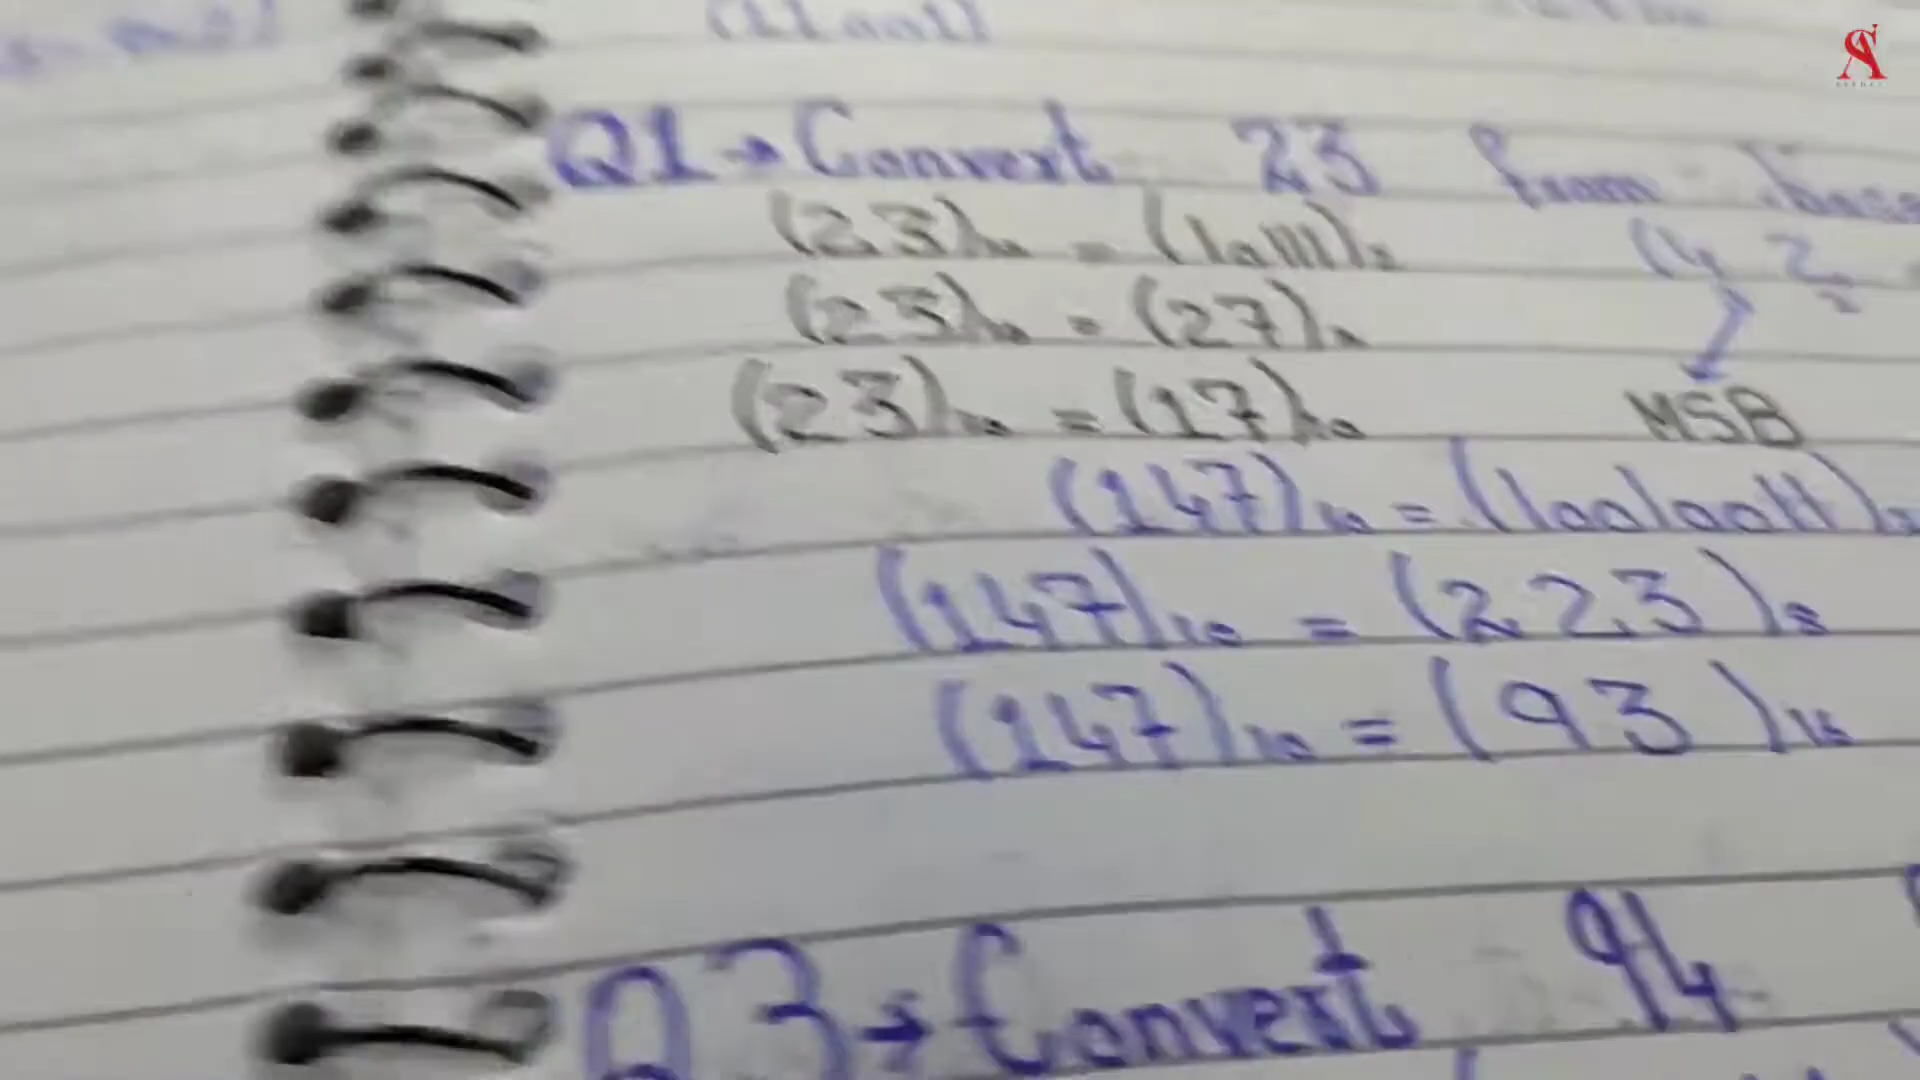 Q1→ Convert 23 from base
(23)₁₀ = (10111)₂
(23)₁₀ = (27)₈
(23)₁₀ = (17)
MSB
(147)₁₀ = (10010011)₂
(147)₁₀ = (223)₈
(147)₁₀ = (93)₁₆
Q3→ Convert 94